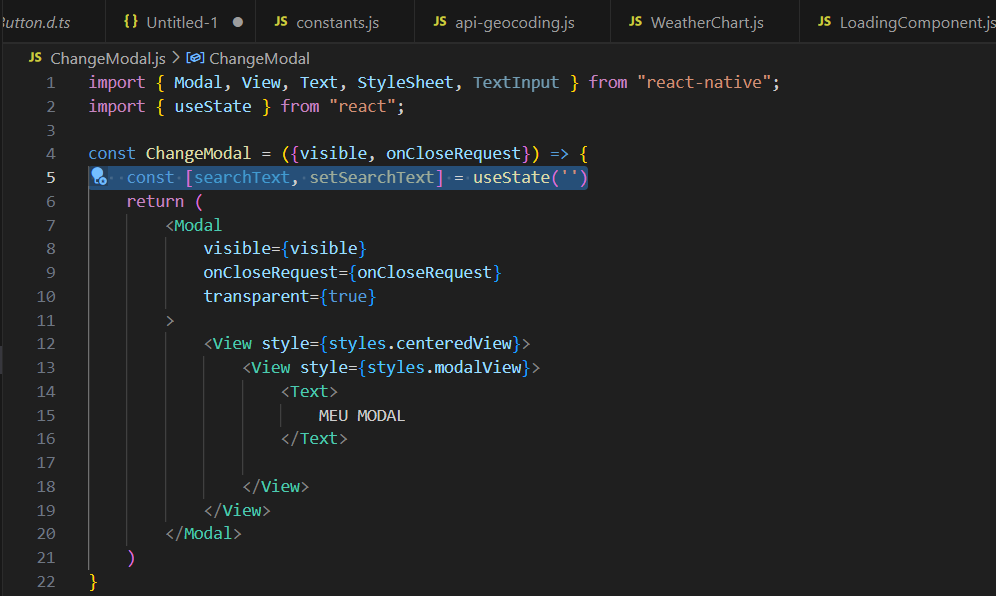 Button.d.ts {} Untitled-1 ● JS constants.js JS api-geocoding.js JS WeatherChart.js JS LoadingComponent.js
JS ChangeModal.js > ChangeModal
1 import { Modal, View, Text, StyleSheet, TextInput } from "react-native";
2 import { useState } from "react";
3
4 const ChangeModal = ({visible, onCloseRequest}) => {
5 const [searchText, setSearchText] = useState('')
6 return (
7 <Modal
8 visible={visible}
9 onCloseRequest={onCloseRequest}
10 transparent={true}
11 >
12 <View style={styles.centeredView}>
13 <View style={styles.modalView}>
14 <Text>
15 MEU MODAL
16 </Text>
17
18 </View>
19 </View>
20 </Modal>
21 )
22 }